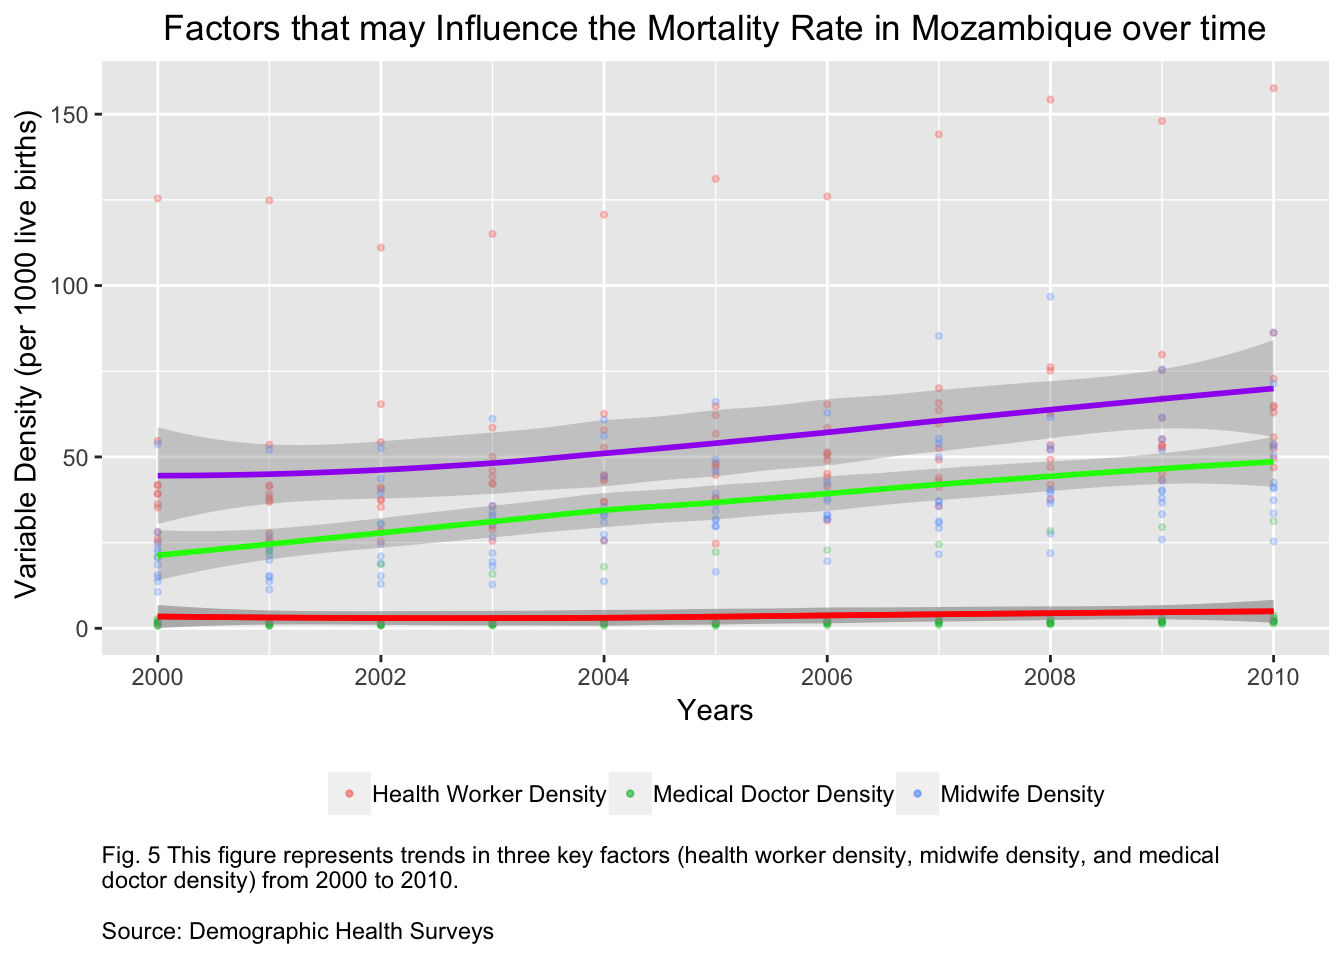 Factors that may Influence the Mortality Rate in Mozambique over time
Variable Density (per 1000 live births)
150
100
50
0
2000 2002 2004 2006 2008 2010
Years
Health Worker Density Medical Doctor Density Midwife Density
Fig. 5 This figure represents trends in three key factors (health worker density, midwife density, and medical
doctor density) from 2000 to 2010.
Source: Demographic Health Surveys